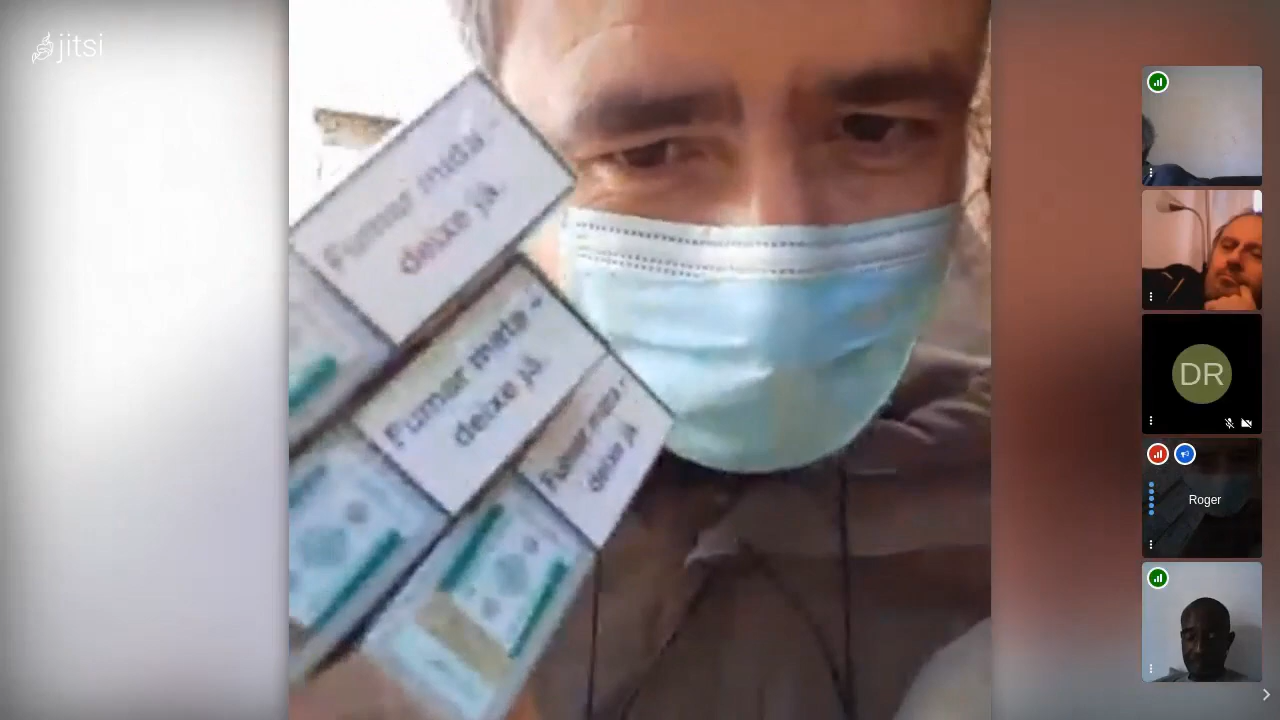 jitsi
Fumar mata -
deixe já.
Fumar mata -
deixe já.
Fumar mata -
deixe já
DR
Roger